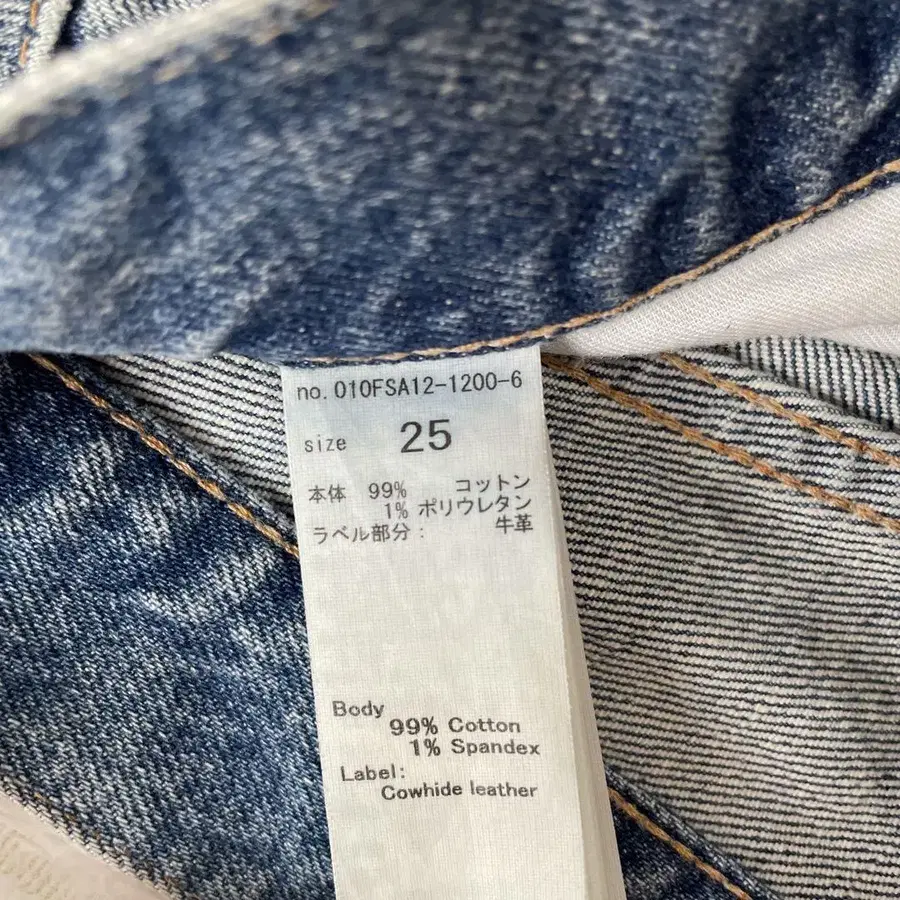 no. 010FSA12-1200-6
size 25
本体 99% コットン
1% ポリウレタン
ラベル部分: 牛革
Body
99% Cotton
1% Spandex
Label:
Cowhide leather